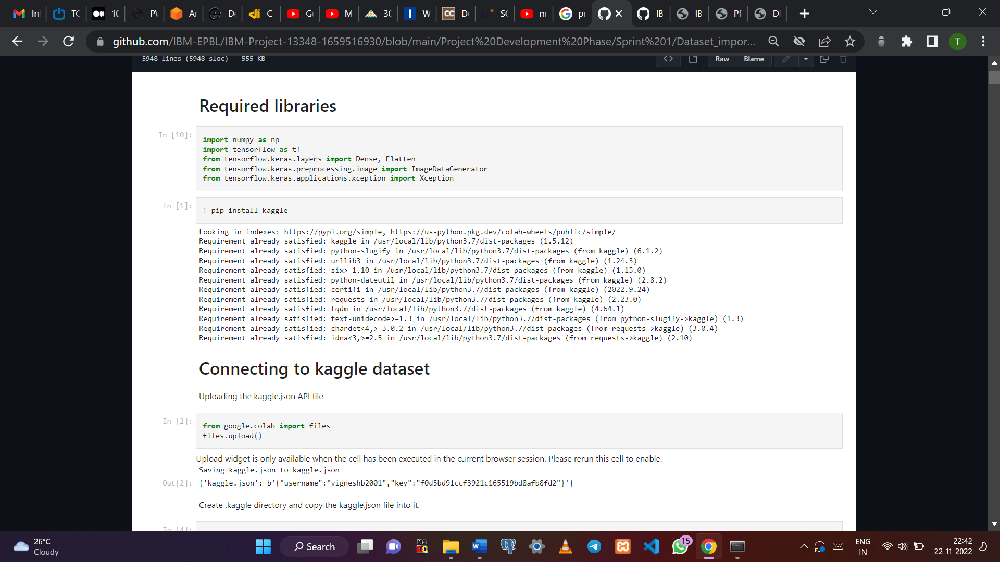 In
TC
1C
PV
Ar
De
C
G
M
3C
W
De
SC
m
pr
IB
IB
PF
DI
github.com/IBM-EPBL/IBM-Project-13348-1659516930/blob/main/Project%20Development%20Phase/Sprint%201/Dataset_impor...
T
5948 lines (5948 sloc) 555 KB
Raw Blame
Required libraries
In [10]:
import numpy as np
import tensorflow as tf
from tensorflow.keras.layers import Dense, Flatten
from tensorflow.keras.preprocessing.image import ImageDataGenerator
from tensorflow.keras.applications.xception import Xception
In [1]:
! pip install kaggle
Looking in indexes: https://pypi.org/simple, https://us-python.pkg.dev/colab-wheels/public/simple/
Requirement already satisfied: kaggle in /usr/local/lib/python3.7/dist-packages (1.5.12)
Requirement already satisfied: python-slugify in /usr/local/lib/python3.7/dist-packages (from kaggle) (6.1.2)
Requirement already satisfied: urllib3 in /usr/local/lib/python3.7/dist-packages (from kaggle) (1.24.3)
Requirement already satisfied: six>=1.10 in /usr/local/lib/python3.7/dist-packages (from kaggle) (1.15.0)
Requirement already satisfied: python-dateutil in /usr/local/lib/python3.7/dist-packages (from kaggle) (2.8.2)
Requirement already satisfied: certifi in /usr/local/lib/python3.7/dist-packages (from kaggle) (2022.9.24)
Requirement already satisfied: requests in /usr/local/lib/python3.7/dist-packages (from kaggle) (2.23.0)
Requirement already satisfied: tqdm in /usr/local/lib/python3.7/dist-packages (from kaggle) (4.64.1)
Requirement already satisfied: text-unidecode>=1.3 in /usr/local/lib/python3.7/dist-packages (from python-slugify->kaggle) (1.3)
Requirement already satisfied: chardet<4,>=3.0.2 in /usr/local/lib/python3.7/dist-packages (from requests->kaggle) (3.0.4)
Requirement already satisfied: idna<3,>=2.5 in /usr/local/lib/python3.7/dist-packages (from requests->kaggle) (2.10)
Connecting to kaggle dataset
Uploading the kaggle.json API file
In [2]:
from google.colab import files
files.upload()
Upload widget is only available when the cell has been executed in the current browser session. Please rerun this cell to enable.
Saving kaggle.json to kaggle.json
Out[2]: {'kaggle.json': b'{"username":"vigneshb2001","key":"f0d5bd91ccf3921c165519bd8afb8fd2"}'}
Create .kaggle directory and copy the kaggle.json file into it.
In [4]:
26°C
Cloudy
Search
15
ENG
IN
22:42
22-11-2022